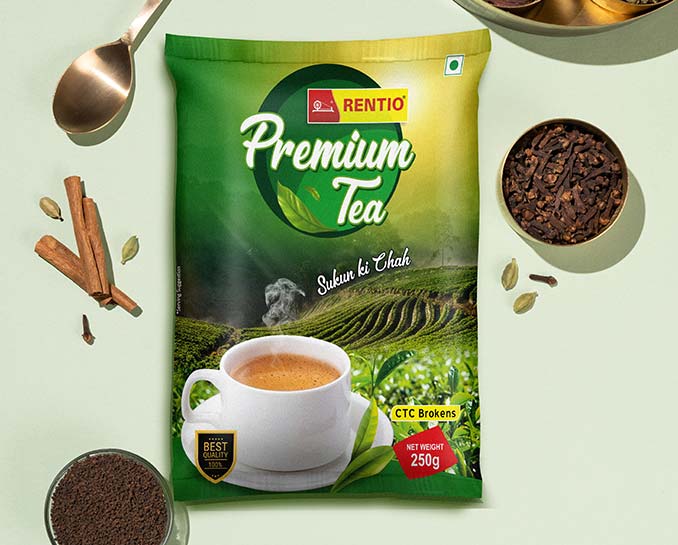 RENTIO
Premium
Tea
Sukun ki Chah
*Serving Suggestion
CTC Brokens
BEST
QUALITY
100%
NET WEIGHT
250g